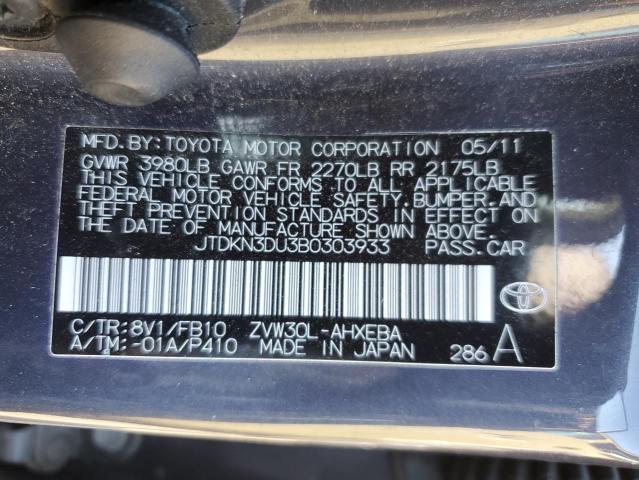 MFD. BY: TOYOTA MOTOR CORPORATION 05/11
GVWR 3980LB GAWR FR 2270LB RR 2175LB
THIS VEHICLE CONFORMS TO ALL APPLICABLE
FEDERAL MOTOR VEHICLE SAFETY, BUMPER, AND
THEFT PREVENTION STANDARDS IN EFFECT ON
THE DATE OF MANUFACTURE SHOWN ABOVE.
JTDKN3DU3B0303933 PASS. CAR
C/TR: 8V1/FB10 ZVW30L-AHXEBA
A/TM: -01A/P410 MADE IN JAPAN 286 A